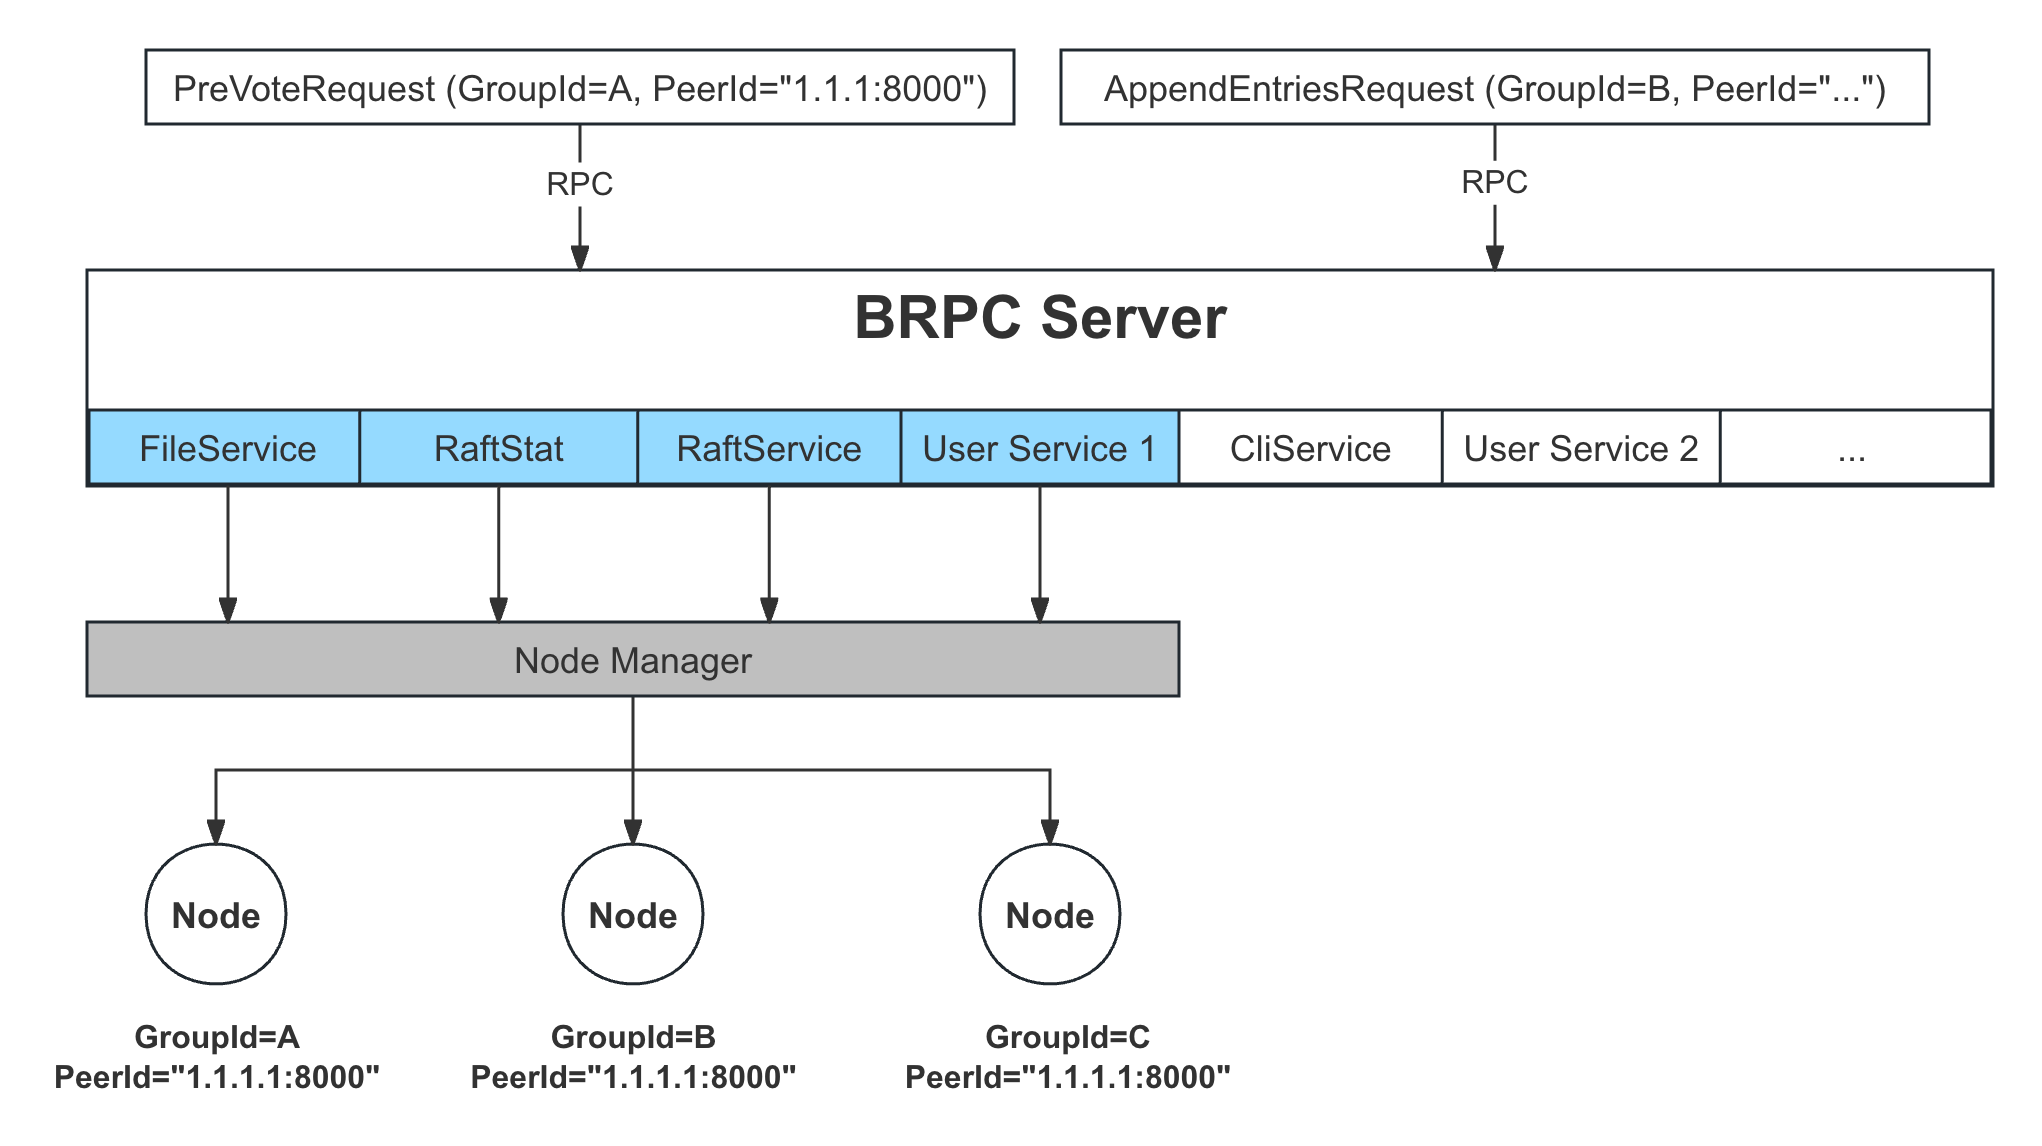 PreVoteRequest (GroupId=A, PeerId="1.1.1:8000")
AppendEntriesRequest (GroupId=B, PeerId="...")
RPC
RPC
BRPC Server
FileService
RaftStat
RaftService
User Service 1
CliService
User Service 2
...
Node Manager
Node
Node
Node
GroupId=A
PeerId="1.1.1.1:8000"
GroupId=B
PeerId="1.1.1.1:8000"
GroupId=C
PeerId="1.1.1.1:8000"